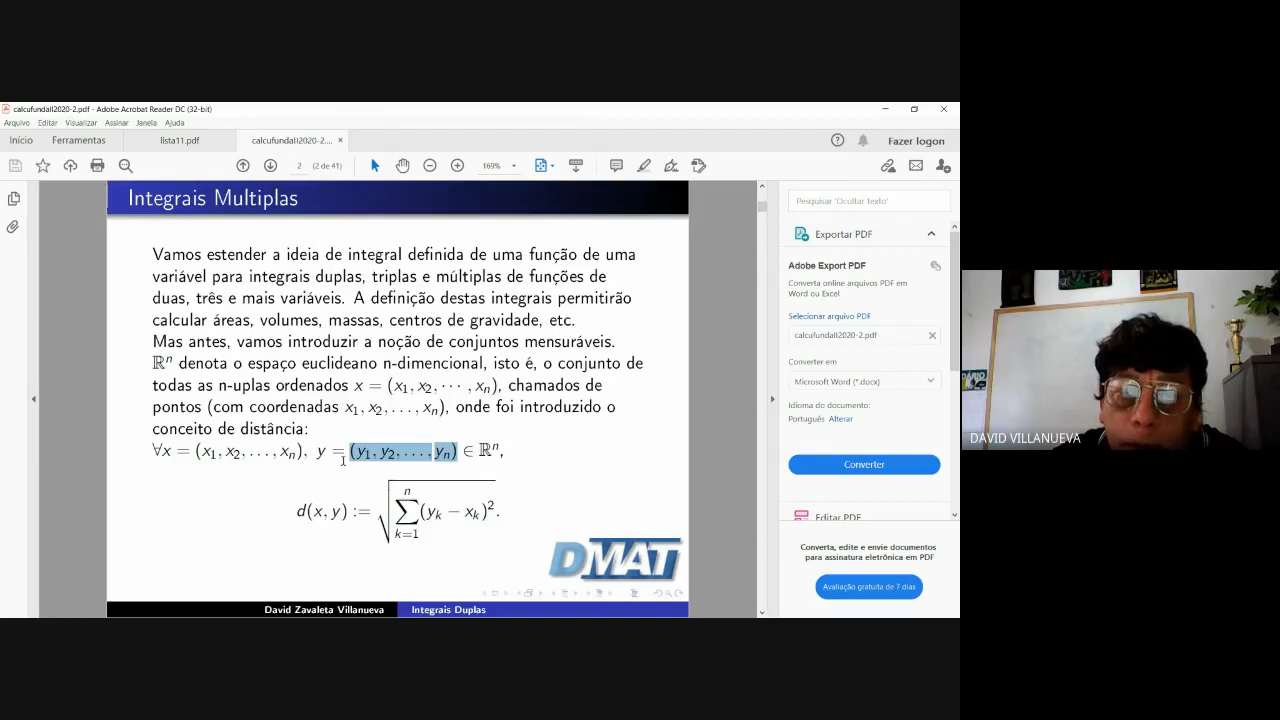 calcufundaII2020-2.pdf - Adobe Acrobat Reader DC (32-bit)
Arquivo Editar Visualizar Assinar Janela Ajuda
Início Ferramentas lista11.pdf calcufundaII2020-2.... × Fazer logon
2 (2 de 41) 169%
Integrais Multiplas
Vamos estender a ideia de integral definida de uma função de uma
variável para integrais duplas, triplas e múltiplas de funções de
duas, três e mais variáveis. A definição destas integrais permitirão
calcular áreas, volumes, massas, centros de gravidade, etc.
Mas antes, vamos introduzir a noção de conjuntos mensuráveis.
ℝⁿ denota o espaço euclideano n-dimencional, isto é, o conjunto de
todas as n-uplas ordenados x = (x₁, x₂, ⋯, xₙ), chamados de
pontos (com coordenadas x₁, x₂, . . . , xₙ), onde foi introduzido o
conceito de distância:
∀x = (x₁, x₂, . . . , xₙ), y = (y₁, y₂, . . . , yₙ) ∈ ℝⁿ,
d(x, y) := √∑ₖ₌₁ⁿ(yₖ − xₖ)².
DMAT
David Zavaleta Villanueva Integrais Duplas
Pesquisar 'Ocultar texto'
Exportar PDF
Adobe Export PDF
Converta online arquivos PDF em
Word ou Excel
Selecionar arquivo PDF
calcufundaII2020-2.pdf
Converter em
Microsoft Word (*.docx)
Idioma do documento:
Português Alterar
Converter
Editar PDF
Converta, edite e envie documentos
para assinatura eletrônica em PDF
Avaliação gratuita de 7 dias
DAVID VILLANUEVA